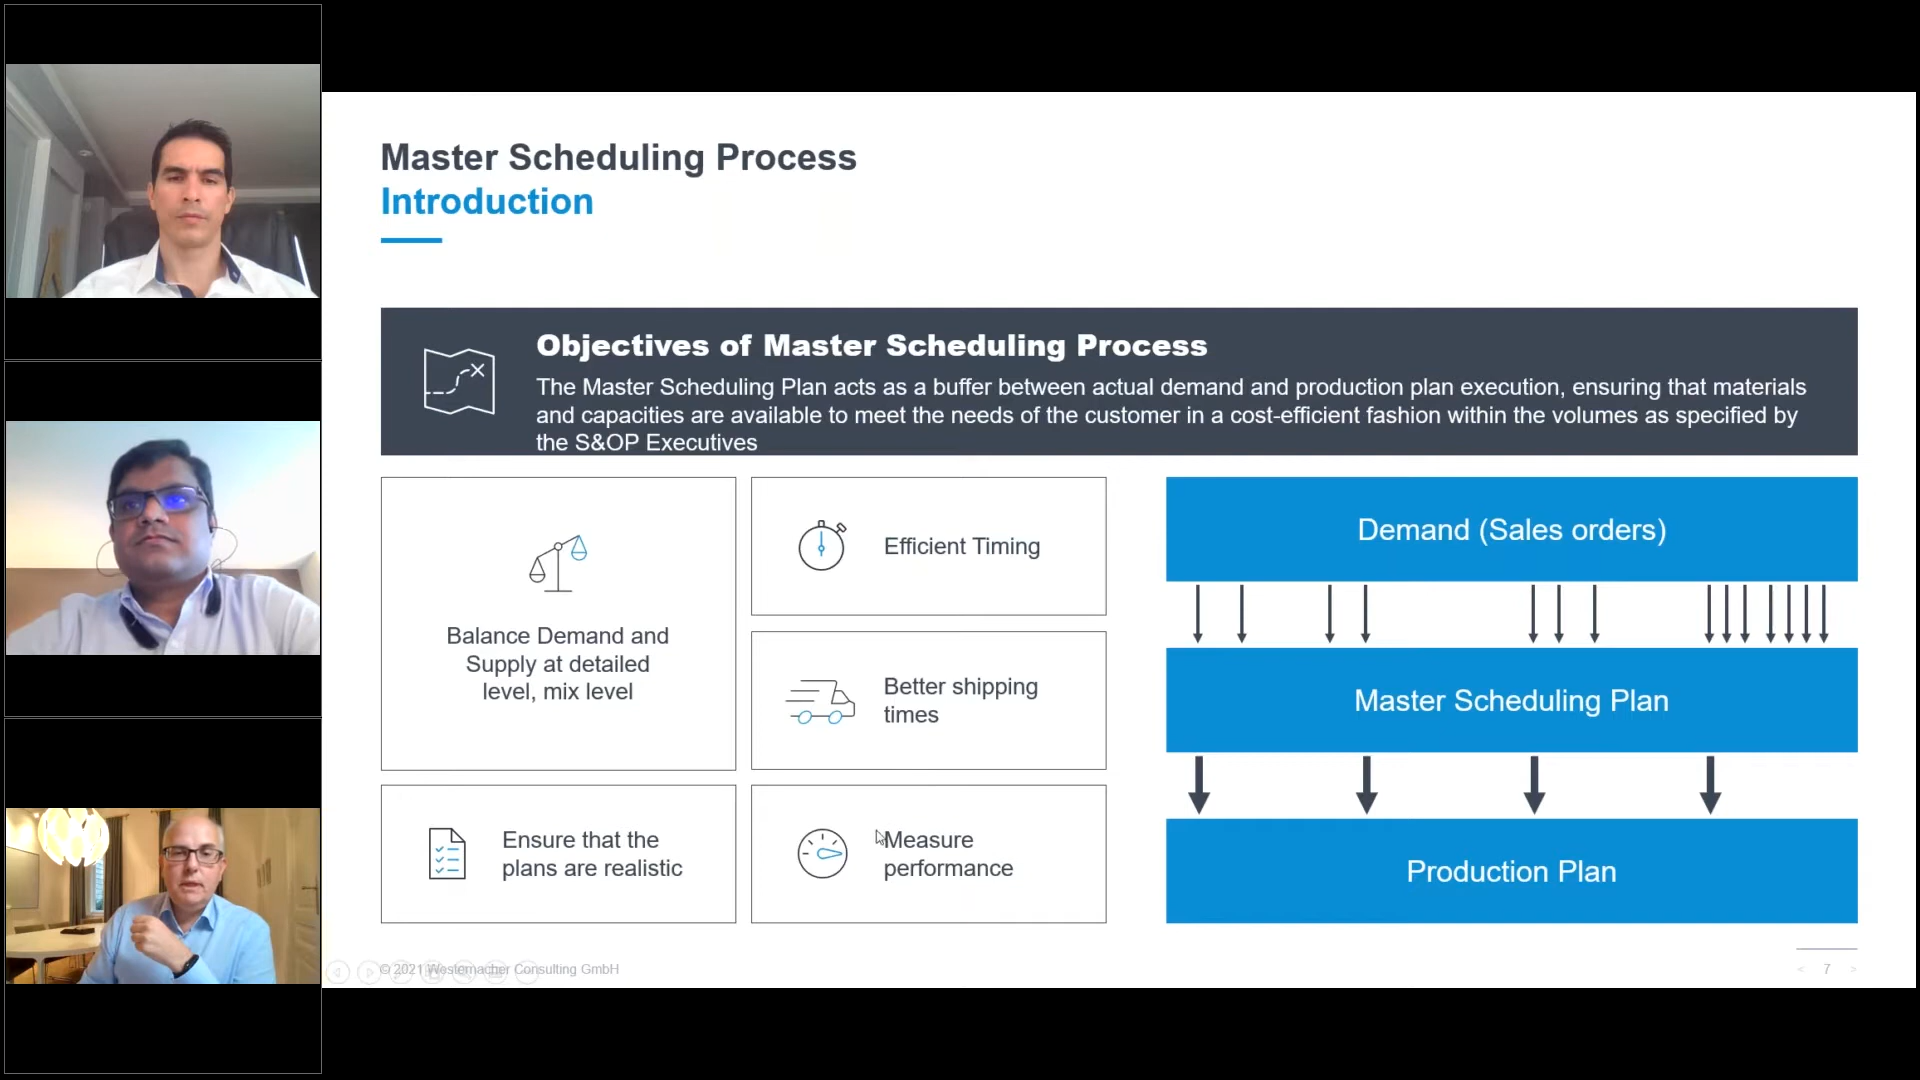 Master Scheduling Process
Introduction
Objectives of Master Scheduling Process
The Master Scheduling Plan acts as a buffer between actual demand and production plan execution, ensuring that materials
and capacities are available to meet the needs of the customer in a cost-efficient fashion within the volumes as specified by
the S&OP Executives
Balance Demand and
Supply at detailed
level, mix level
Efficient Timing
Better shipping
times
Ensure that the
plans are realistic
Measure
performance
Demand (Sales orders)
Master Scheduling Plan
Production Plan
© 2021 Westernacher Consulting GmbH
< 7 >